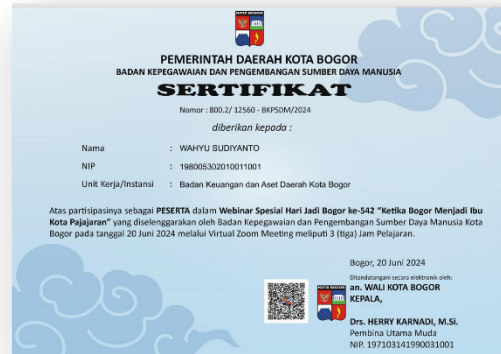 PEMERINTAH DAERAH KOTA BOGOR
BADAN KEPEGAWAIAN DAN PENGEMBANGAN SUMBER DAYA MANUSIA
SERTIFIKAT
Nomor : 800.2/ 12560 - BKPSDM/2024
diberikan kepada :
Nama : WAHYU SUDIYANTO
NIP : 198005302010011001
Unit Kerja/Instansi : Badan Keuangan dan Aset Daerah Kota Bogor
Atas partisipasinya sebagai PESERTA dalam Webinar Spesial Hari Jadi Bogor ke-542 “Ketika Bogor Menjadi Ibu
Kota Pajajaran” yang diselenggarakan oleh Badan Kepegawaian dan Pengembangan Sumber Daya Manusia Kota
Bogor pada tanggal 20 Juni 2024 melalui Virtual Zoom Meeting meliputi 3 (tiga) Jam Pelajaran.
Bogor, 20 Juni 2024
Ditandatangani secara elektronik oleh:
an. WALI KOTA BOGOR
KEPALA,
Drs. HERRY KARNADI, M.Si.
Pembina Utama Muda
NIP. 197103141990031001